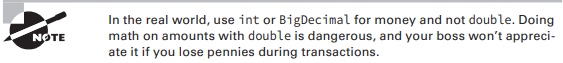 In the real world, use int or BigDecimal for money and not double. Doing
NOTE
math on amounts with double is dangerous, and your boss won't appreci-
ate it if you lose pennies during transactions.